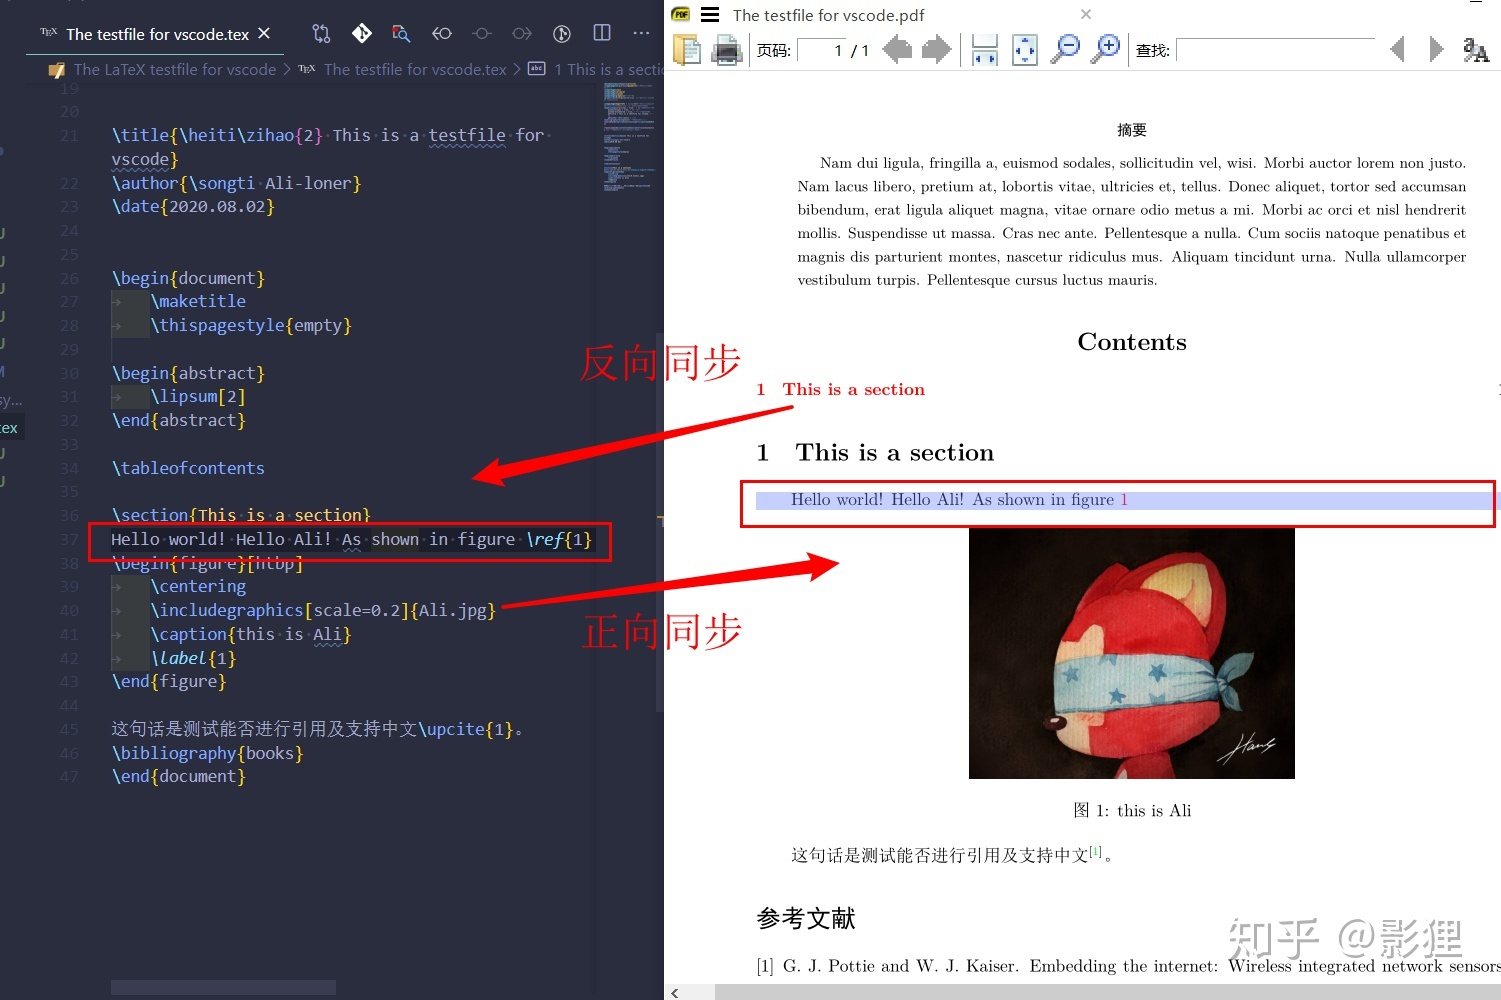 TEX The testfile for vscode.tex ×
The LaTeX testfile for vscode > TEX The testfile for vscode.tex > abc 1 This is a sectio
19
20
21 \title{\heiti\zihao{2} This is a testfile for
vscode}
22 \author{\songti Ali-loner}
23 \date{2020.08.02}
24
25
26 \begin{document}
27 \maketitle
28 \thispagestyle{empty}
29
30 \begin{abstract}
31 \lipsum[2]
32 \end{abstract}
33
34 \tableofcontents
35
36 \section{This is a section}
37 Hello world! Hello Ali! As shown in figure \ref{1}
38 \begin{figure}[htbp]
39 \centering
40 \includegraphics[scale=0.2]{Ali.jpg}
41 \caption{this is Ali}
42 \label{1}
43 \end{figure}
44
45 这句话是测试能否进行引用及支持中文\upcite{1}。
46 \bibliography{books}
47 \end{document}
U
U
U
U
U
M
sy...
tex
U
U
反向同步
正向同步
PDF The testfile for vscode.pdf ×
页码: 1 / 1 查找:
摘要
Nam dui ligula, fringilla a, euismod sodales, sollicitudin vel, wisi. Morbi auctor lorem non justo.
Nam lacus libero, pretium at, lobortis vitae, ultricies et, tellus. Donec aliquet, tortor sed accumsan
bibendum, erat ligula aliquet magna, vitae ornare odio metus a mi. Morbi ac orci et nisl hendrerit
mollis. Suspendisse ut massa. Cras nec ante. Pellentesque a nulla. Cum sociis natoque penatibus et
magnis dis parturient montes, nascetur ridiculus mus. Aliquam tincidunt urna. Nulla ullamcorper
vestibulum turpis. Pellentesque cursus luctus mauris.
Contents
1 This is a section 1
1 This is a section
Hello world! Hello Ali! As shown in figure 1
Hans
图 1: this is Ali
这句话是测试能否进行引用及支持中文[1]。
参考文献
[1] G. J. Pottie and W. J. Kaiser. Embedding the internet: Wireless integrated network sensors
知乎 @影狸